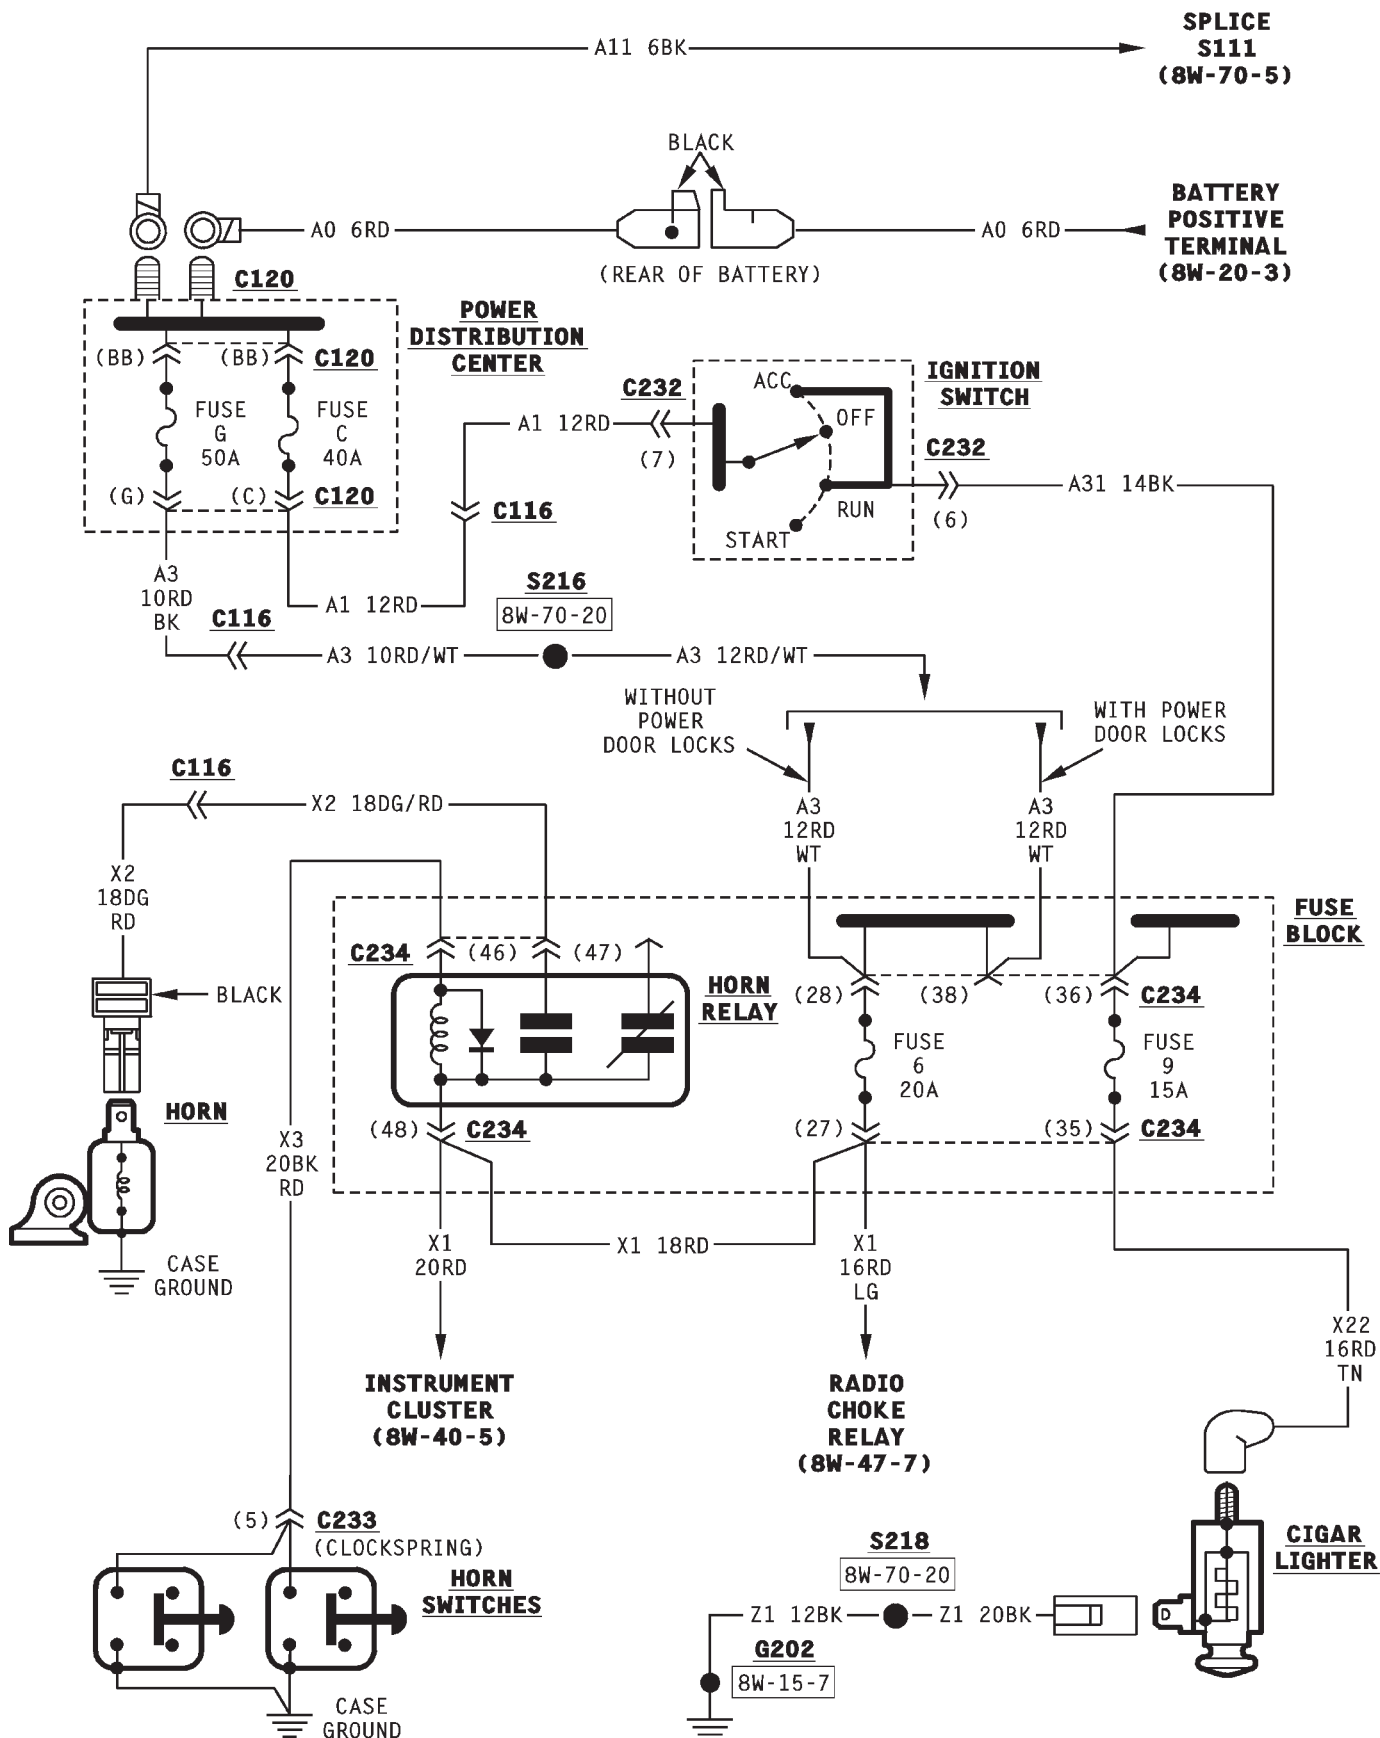 A11 6BK
SPLICE
S111
(8W-70-5)
BLACK
A0 6RD
(REAR OF BATTERY)
A0 6RD
BATTERY
POSITIVE
TERMINAL
(8W-20-3)
C120
POWER
DISTRIBUTION
CENTER
(BB)
(BB)
C120
FUSE
G
50A
FUSE
C
40A
(G)
(C)
C120
C232
(7)
A1 12RD
ACC
OFF
RUN
START
IGNITION
SWITCH
C232
(6)
A31 14BK
C116
A3
10RD
BK
A1 12RD
C116
S216
8W-70-20
A3 10RD/WT
A3 12RD/WT
WITHOUT
POWER
DOOR LOCKS
WITH POWER
DOOR LOCKS
C116
X2 18DG/RD
A3
12RD
WT
A3
12RD
WT
X2
18DG
RD
FUSE
BLOCK
C234
(46)
(47)
BLACK
HORN
RELAY
(28)
(38)
(36)
C234
FUSE
6
20A
FUSE
9
15A
HORN
X3
20BK
RD
(48)
C234
(27)
(35)
C234
CASE
GROUND
X1
20RD
X1 18RD
X1
16RD
LG
X22
16RD
TN
INSTRUMENT
CLUSTER
(8W-40-5)
RADIO
CHOKE
RELAY
(8W-47-7)
(5)
C233
(CLOCKSPRING)
HORN
SWITCHES
CASE
GROUND
S218
8W-70-20
Z1 12BK
Z1 20BK
G202
8W-15-7
D
CIGAR
LIGHTER